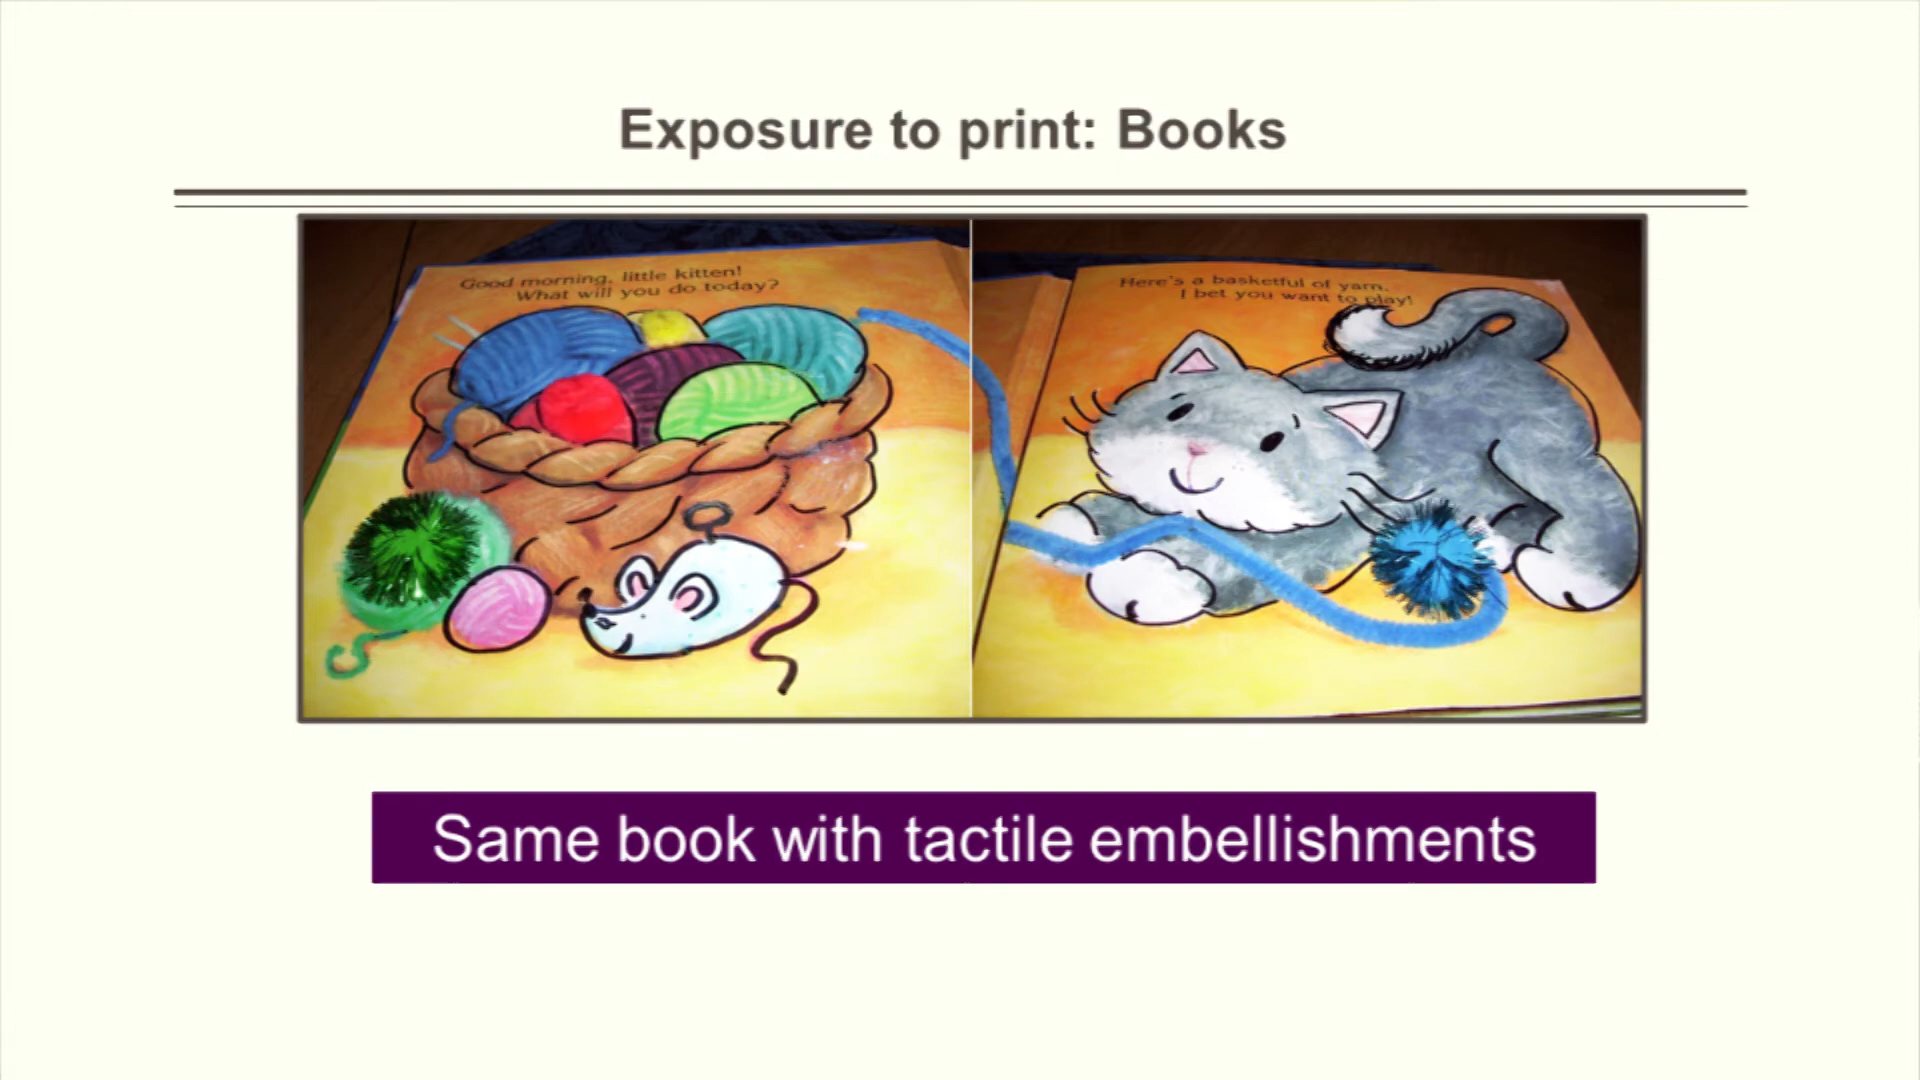 Exposure to print: Books
Good morning, little kitten!
What will you do today?
Here's a basketful of yarn.
I bet you want to play!
Same book with tactile embellishments